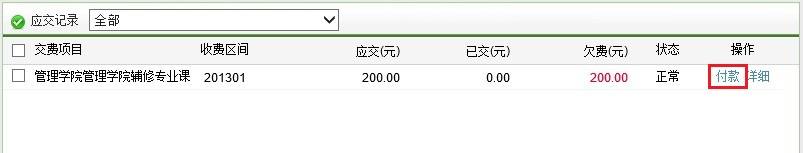 应交记录 全部
交费项目 收费区间 应交(元) 已交(元) 欠费(元) 状态 操作
管理学院管理学院辅修专业课 201301 200.00 0.00 200.00 正常 付款 详细